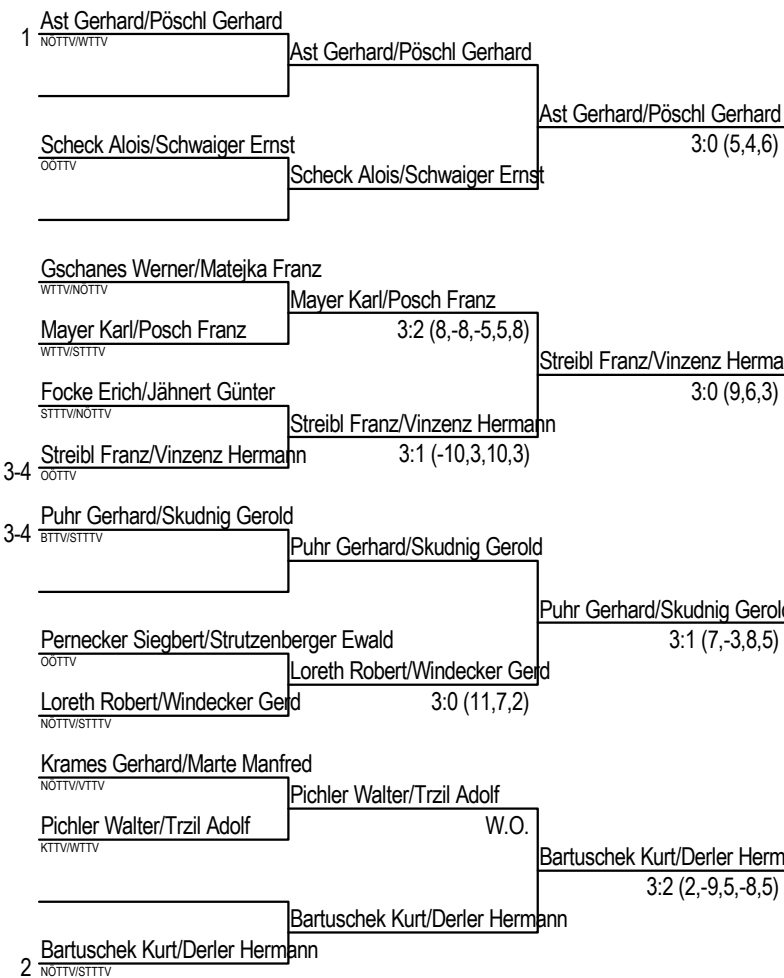 Ast Gerhard/Pöschl Gerhard
1 NÖTTV/WTTV
Ast Gerhard/Pöschl Gerhard
Ast Gerhard/Pöschl Gerhard
3:0 (5,4,6)
Scheck Alois/Schwaiger Ernst
OÖTTV
Scheck Alois/Schwaiger Ernst
Gschanes Werner/Matejka Franz
WTTV/NÖTTV
Mayer Karl/Posch Franz
3:2 (8,-8,-5,5,8)
Mayer Karl/Posch Franz
WTTV/STTTV
Streibl Franz/Vinzenz Herma
3:0 (9,6,3)
Focke Erich/Jähnert Günter
STTTV/NÖTTV
Streibl Franz/Vinzenz Hermann
3:1 (-10,3,10,3)
Streibl Franz/Vinzenz Hermann
3-4 OÖTTV
Puhr Gerhard/Skudnig Gerold
3-4 BTTV/STTTV
Puhr Gerhard/Skudnig Gerold
Puhr Gerhard/Skudnig Gerol
3:1 (7,-3,8,5)
Pernecker Siegbert/Strutzenberger Ewald
OÖTTV
Loreth Robert/Windecker Gerd
3:0 (11,7,2)
Loreth Robert/Windecker Gerd
NÖTTV/STTTV
Krames Gerhard/Marte Manfred
NÖTTV/VTTV
Pichler Walter/Trzil Adolf
W.O.
Pichler Walter/Trzil Adolf
KTTV/WTTV
Bartuschek Kurt/Derler Herm
3:2 (2,-9,5,-8,5)
Bartuschek Kurt/Derler Hermann
Bartuschek Kurt/Derler Hermann
2 NÖTTV/STTTV